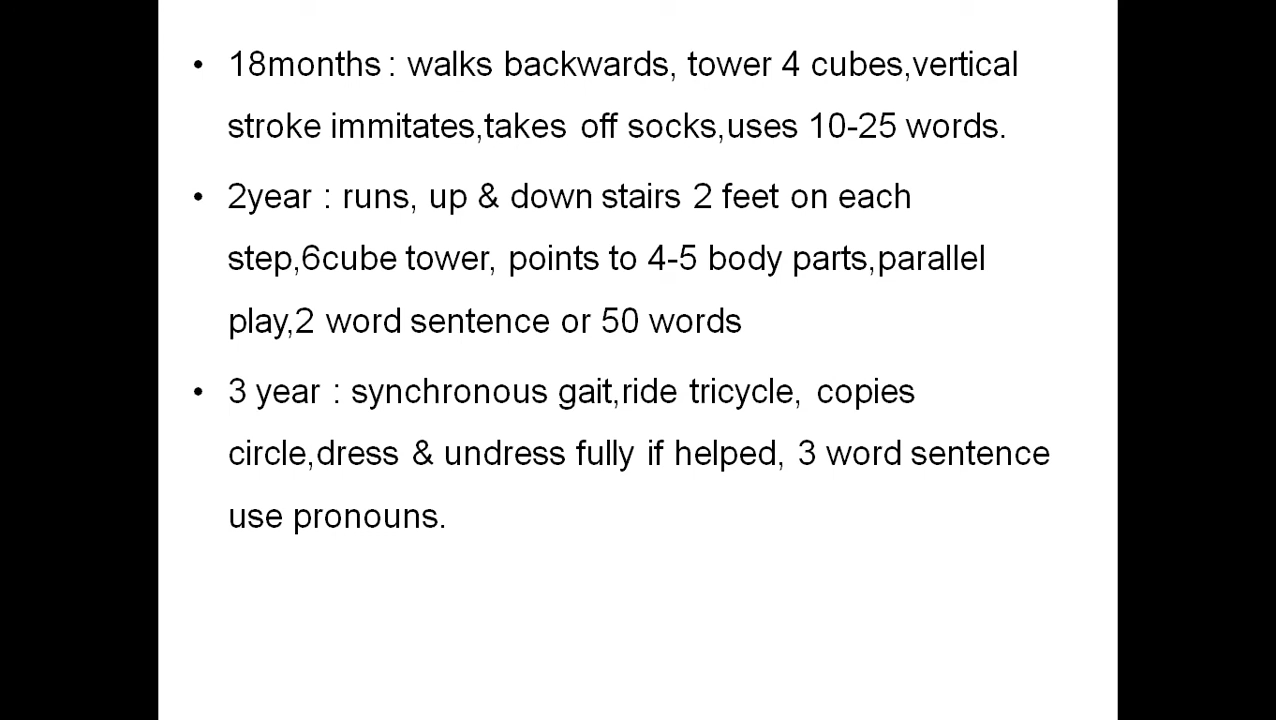 • 18months : walks backwards, tower 4 cubes,vertical
stroke immitates,takes off socks,uses 10-25 words.
• 2year : runs, up & down stairs 2 feet on each
step,6cube tower, points to 4-5 body parts,parallel
play,2 word sentence or 50 words
• 3 year : synchronous gait,ride tricycle, copies
circle,dress & undress fully if helped, 3 word sentence
use pronouns.